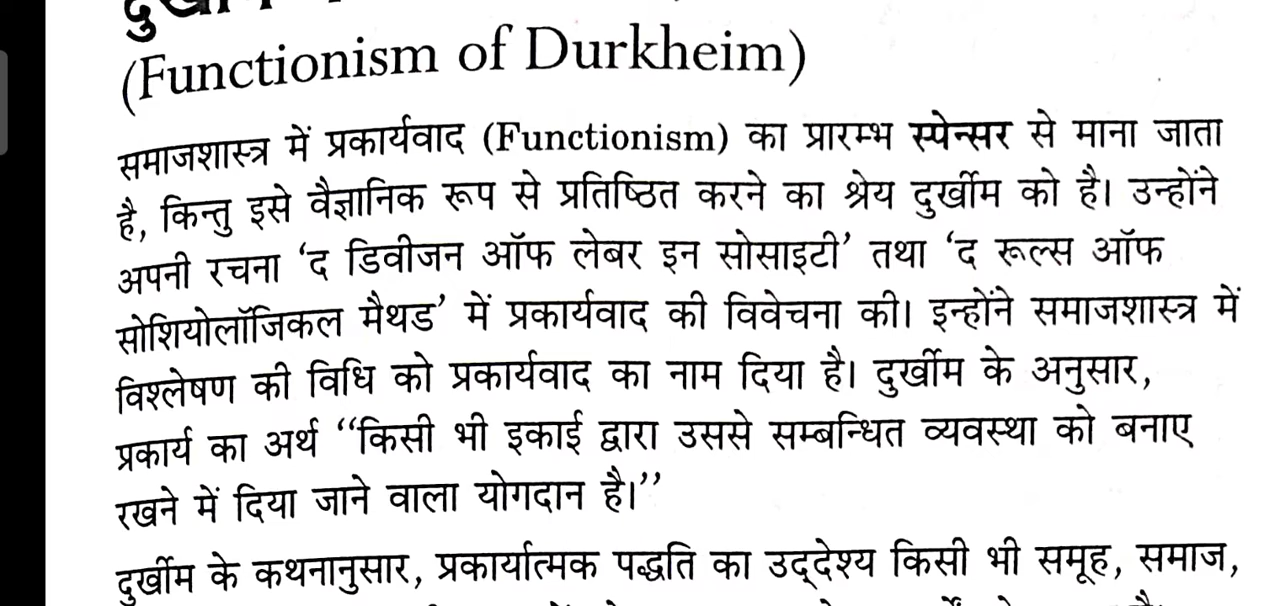 (Functionism of Durkheim)
समाजशास्त्र में प्रकार्यवाद (Functionism) का प्रारम्भ स्पेन्सर से माना जाता
है, किन्तु इसे वैज्ञानिक रूप से प्रतिष्ठित करने का श्रेय दुर्खीम को है। उन्होंने
अपनी रचना ‘द डिवीजन ऑफ लेबर इन सोसाइटी’ तथा ‘द रूल्स ऑफ
सोशियोलॉजिकल मैथड’ में प्रकार्यवाद की विवेचना की। इन्होंने समाजशास्त्र में
विश्लेषण की विधि को प्रकार्यवाद का नाम दिया है। दुर्खीम के अनुसार,
प्रकार्य का अर्थ “किसी भी इकाई द्वारा उससे सम्बन्धित व्यवस्था को बनाए
रखने में दिया जाने वाला योगदान है।”
दुर्खीम के कथनानुसार, प्रकार्यात्मक पद्धति का उद्देश्य किसी भी समूह, समाज,